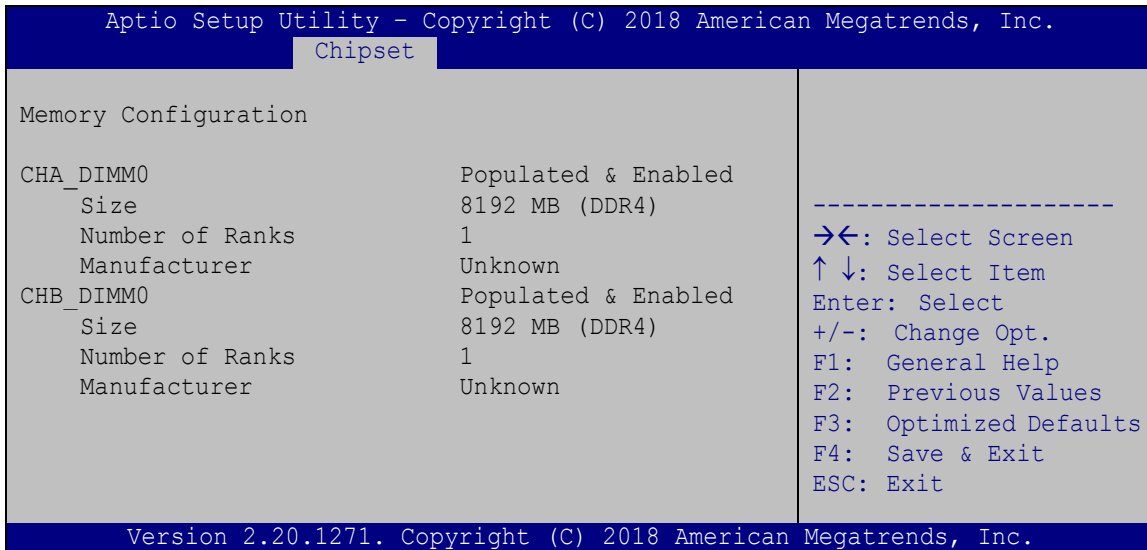 Aptio Setup Utility – Copyright (C) 2018 American Megatrends, Inc.
Chipset
Memory Configuration
CHA_DIMM0 Populated & Enabled
Size 8192 MB (DDR4)
Number of Ranks 1
Manufacturer Unknown
CHB_DIMM0 Populated & Enabled
Size 8192 MB (DDR4)
Number of Ranks 1
Manufacturer Unknown
---------------------
→←: Select Screen
↑ ↓: Select Item
Enter: Select
+/-: Change Opt.
F1: General Help
F2: Previous Values
F3: Optimized Defaults
F4: Save & Exit
ESC: Exit
Version 2.20.1271. Copyright (C) 2018 American Megatrends, Inc.